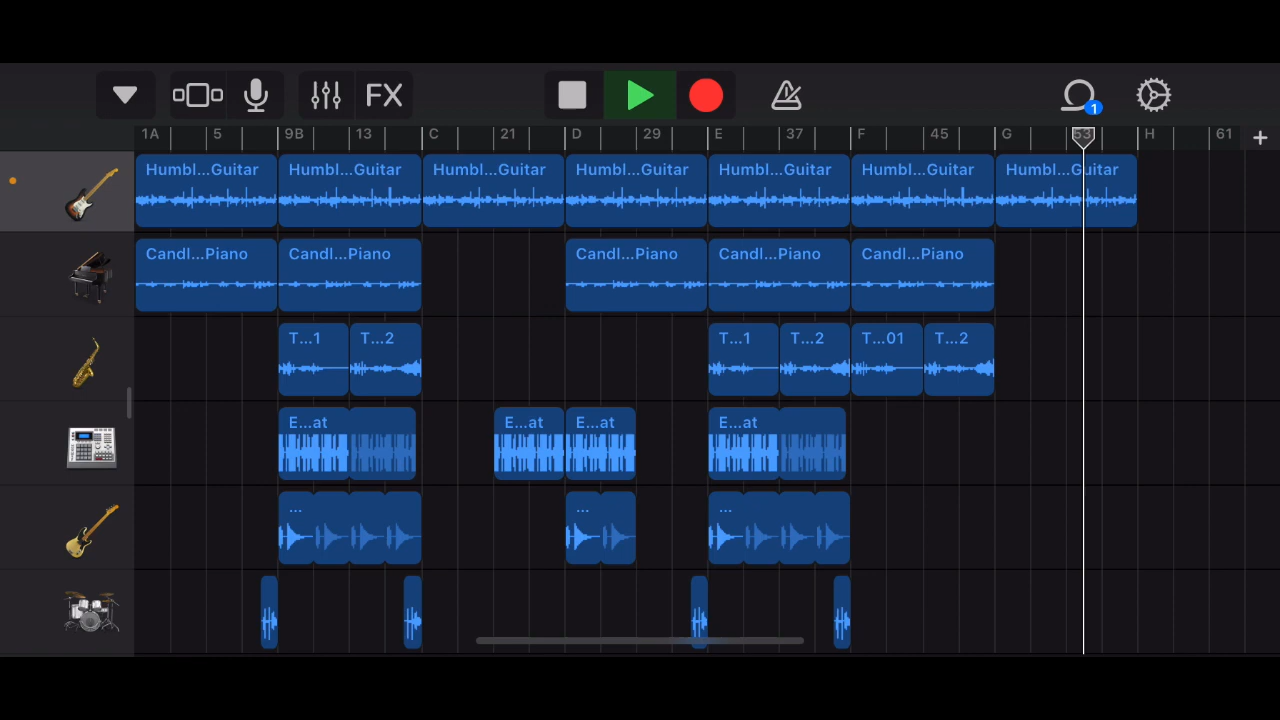 FX
1
1A 5 9B 13 C 21 D 29 E 37 F 45 G 53 H 61 +
Humbl...Guitar Humbl...Guitar Humbl...Guitar Humbl...Guitar Humbl...Guitar Humbl...Guitar Humbl...Guitar
Candl...Piano Candl...Piano Candl...Piano Candl...Piano Candl...Piano
T...1 T...2 T...1 T...2 T...01 T...2
E...at E...at E...at E...at
... ... ...